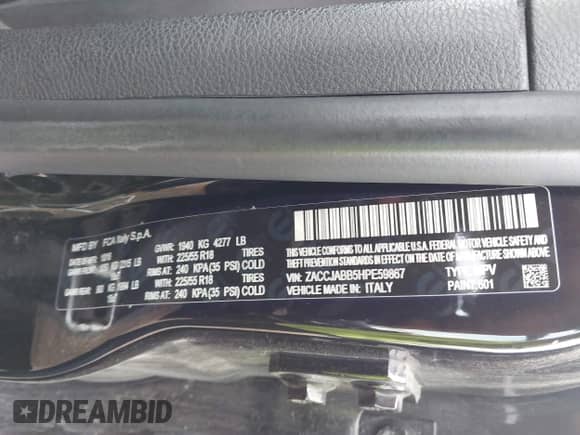 MFD BY FCA Italy S.p.A.
GVWR: 1940 KG 4277 LB
WITH: 225/55 R18 TIRES
AT: 240 KPA(35 PSI) COLD
WITH: 225/55 R18 TIRES
AT: 240 KPA(35 PSI) COLD
THIS VEHICLE CONFORMS TO ALL APPLICABLE
FEDERAL MOTOR VEHICLE SAFETY AND THEFT PREVENTION
STANDARDS IN EFFECT ON THE DATE OF MANUFACTURE
VIN: ZACCJABB5HPE59867
VEHICLE MADE IN: ITALY
PAINT: 601
DREAMBID